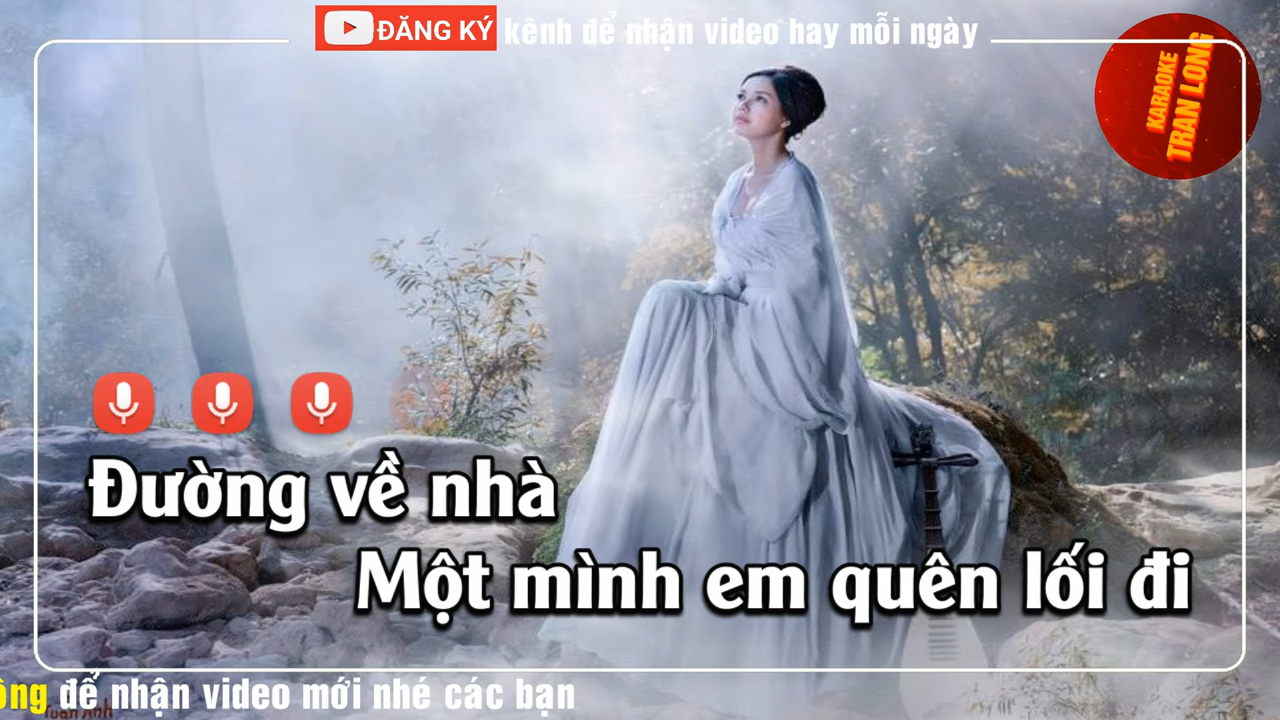 ĐĂNG KÝ kênh để nhận video hay mỗi ngày
KARAOKE
TRAN LONG
Đường về nhà
Một mình em quên lối đi
để nhận video mới nhé các bạn